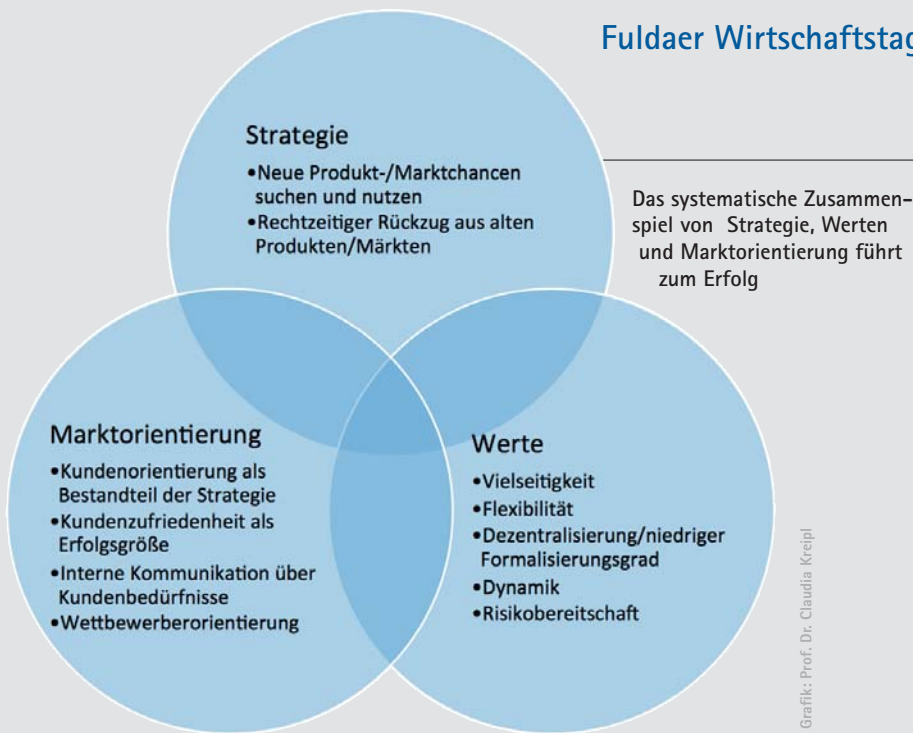 Fuldaer Wirtschaftstag
Strategie
•Neue Produkt-/Marktchancen
suchen und nutzen
•Rechtzeitiger Rückzug aus alten
Produkten/Märkten
Das systematische Zusammen-
spiel von Strategie, Werten
und Marktorientierung führt
zum Erfolg
Marktorientierung
•Kundenorientierung als
Bestandteil der Strategie
•Kundenzufriedenheit als
Erfolgsgröße
•Interne Kommunikation über
Kundenbedürfnisse
•Wettbewerberorientierung
Werte
•Vielseitigkeit
•Flexibilität
•Dezentralisierung/niedriger
Formalisierungsgrad
•Dynamik
•Risikobereitschaft
Grafik: Prof. Dr. Claudia Kreipl